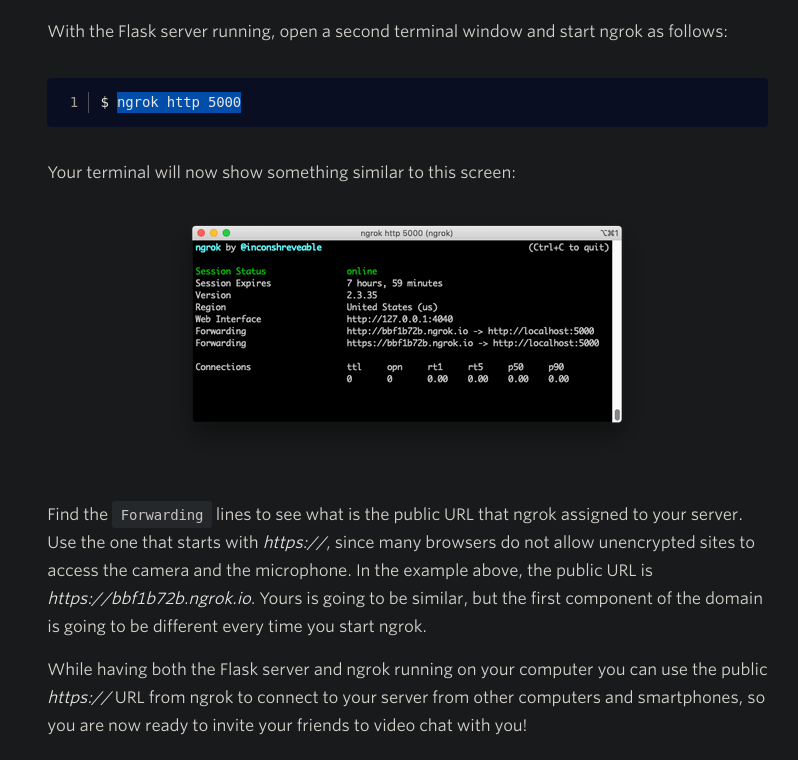 With the Flask server running, open a second terminal window and start ngrok as follows:
1 $ ngrok http 5000
Your terminal will now show something similar to this screen:
ngrok http 5000 (ngrok) ⌥⌘1
ngrok by @inconshreveable (Ctrl+C to quit)
Session Status online
Session Expires 7 hours, 59 minutes
Version 2.3.35
Region United States (us)
Web Interface http://127.0.0.1:4040
Forwarding http://bbf1b72b.ngrok.io -> http://localhost:5000
Forwarding https://bbf1b72b.ngrok.io -> http://localhost:5000
Connections ttl opn rt1 rt5 p50 p90
0 0 0.00 0.00 0.00 0.00
Find the Forwarding lines to see what is the public URL that ngrok assigned to your server.
Use the one that starts with https://, since many browsers do not allow unencrypted sites to
access the camera and the microphone. In the example above, the public URL is
https://bbf1b72b.ngrok.io. Yours is going to be similar, but the first component of the domain
is going to be different every time you start ngrok.
While having both the Flask server and ngrok running on your computer you can use the public
https:// URL from ngrok to connect to your server from other computers and smartphones, so
you are now ready to invite your friends to video chat with you!